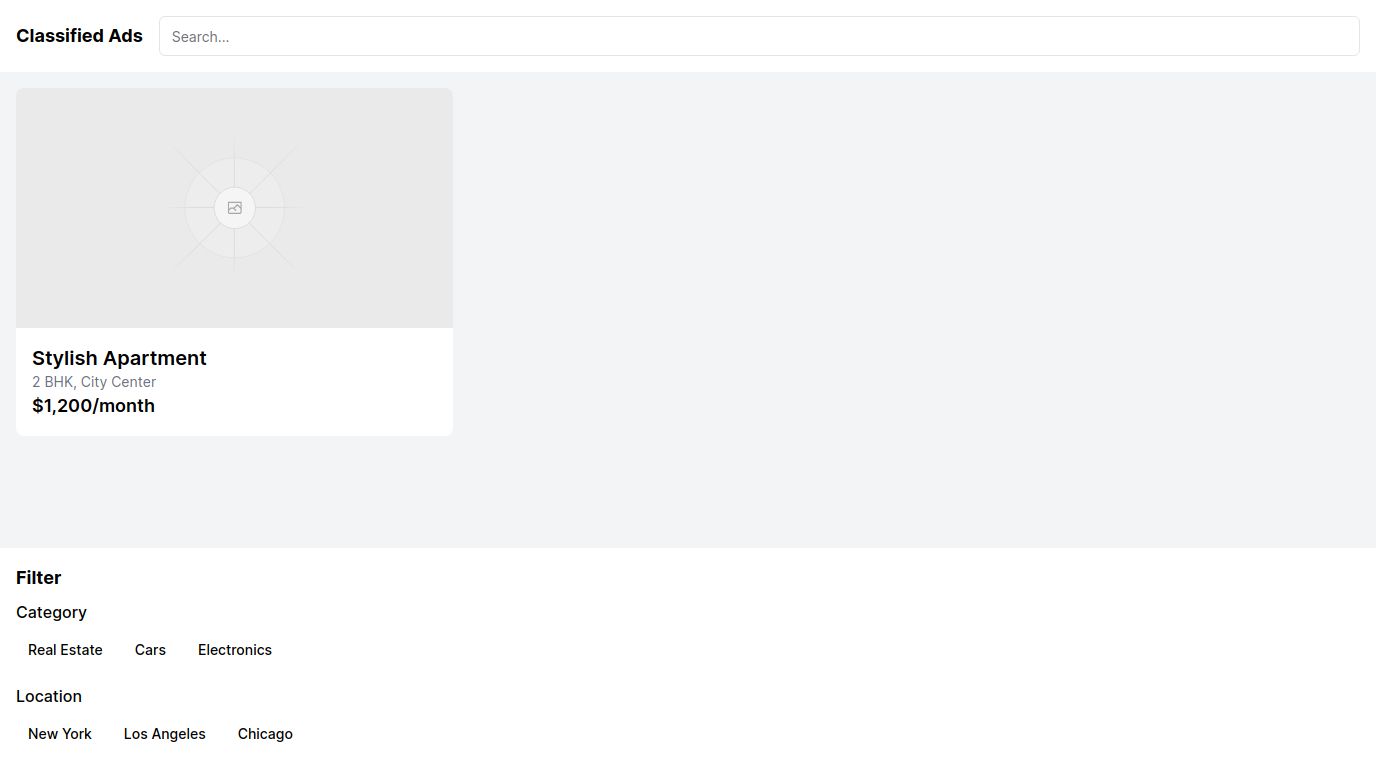 Classified Ads
Search...
Stylish Apartment
2 BHK, City Center
$1,200/month
Filter
Category
Real Estate Cars Electronics
Location
New York Los Angeles Chicago